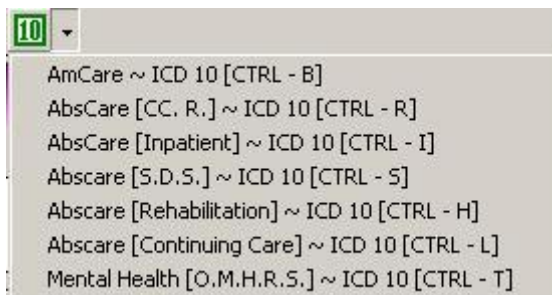 10
AmCare ~ ICD 10 [CTRL - B]
AbsCare [CC. R.] ~ ICD 10 [CTRL - R]
AbsCare [Inpatient] ~ ICD 10 [CTRL - I]
Abscare [S.D.S.] ~ ICD 10 [CTRL - S]
Abscare [Rehabilitation] ~ ICD 10 [CTRL - H]
Abscare [Continuing Care] ~ ICD 10 [CTRL - L]
Mental Health [O.M.H.R.S.] ~ ICD 10 [CTRL - T]